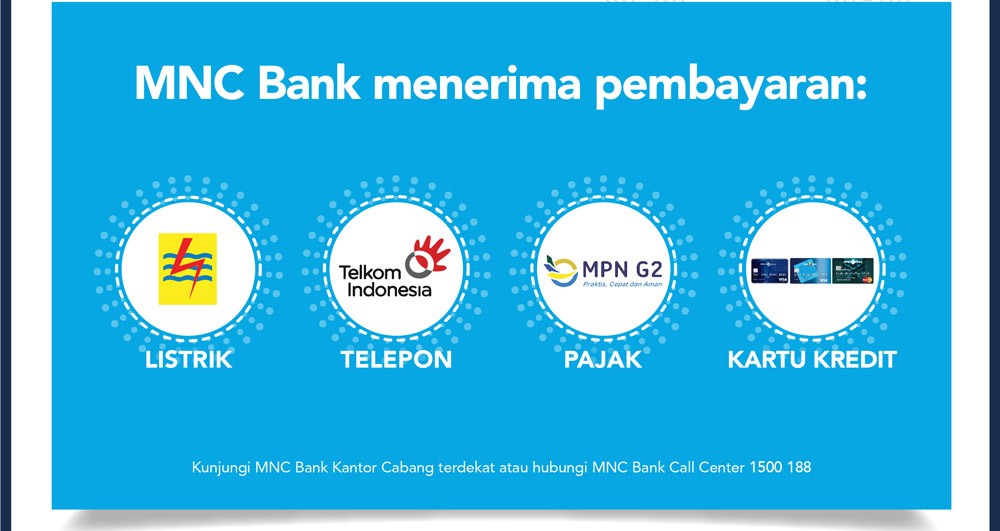 MNC Bank menerima pembayaran:
Telkom
Indonesia
MPN G2
Praktis, Cepat dan Aman
LISTRIK
TELEPON
PAJAK
KARTU KREDIT
Kunjungi MNC Bank Kantor Cabang terdekat atau hubungi MNC Bank Call Center 1500 188